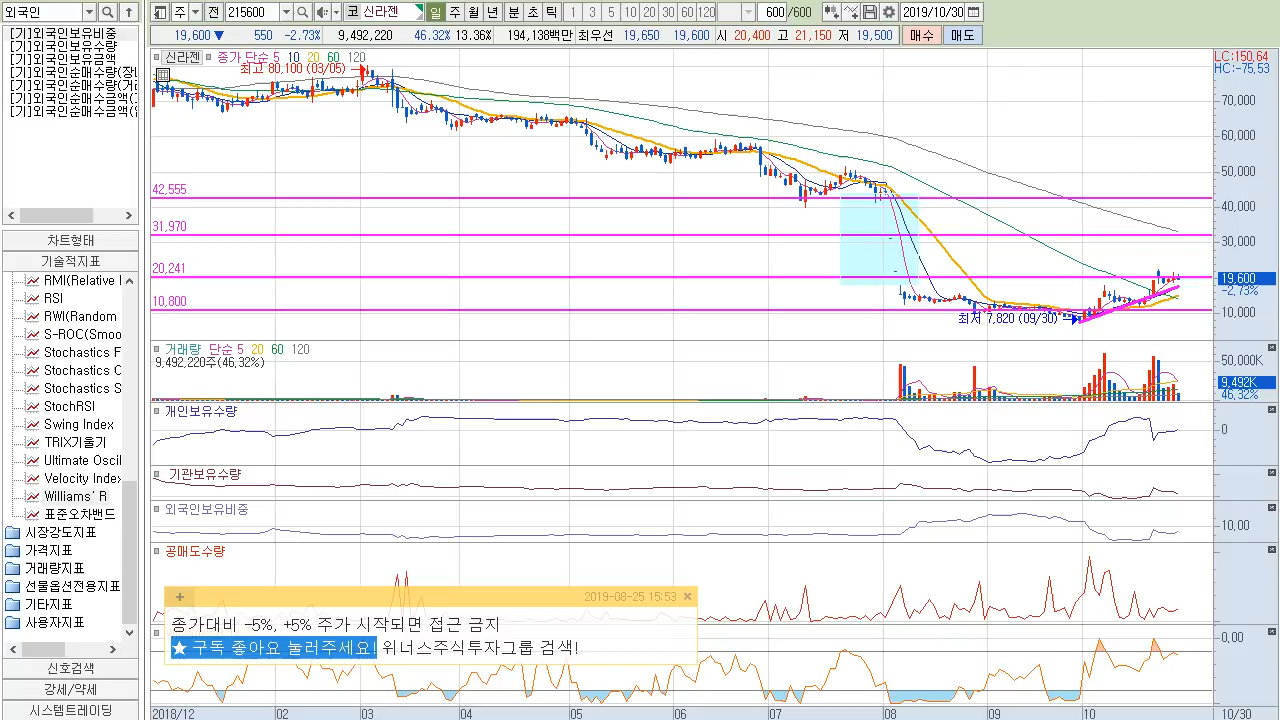 외국인
[기]외국인보유비중
[기]외국인보유수량
[기]외국인보유금액
차트형태
기술적지표
RMI(Relative I
RSI
RWI(Random
S-ROC(Smoo
Stochastics F
Stochastics O
Stochastics S
StochRSI
Swing Index
TRIX기울기
Ultimate Oscil
Velocity Index
Williams' R
표준오차밴드
시장강도지표
가격지표
거래량지표
선물옵션전용지표
기타지표
사용자지표
신호검색
강세/약세
시스템트레이딩
주 전 215600 코 신라젠 일 주 월 년 분 초 틱 1 3 5 10 20 30 60 120 600 /600 2019/10/30
19,600 ▼ 550 -2.73% 9,492,220 46.32% 13.36% 194,138백만 최우선 19,650 19,600 시 20,400 고 21,150 저 19,500 매수 매도
신라젠 종가 단순 5 10 20 60 120
최고 80,100 (03/05)
LC:150,64
HC:-75,53
70,000
60,000
50,000
42,555
40,000
31,970
30,000
20,241
19,600
-2,73%
10,800
10,000
최저 7,820 (09/30)
거래량 단순 5 20 60 120
9,492,220주(46,32%)
50,000K
9,492K
46,32%
개인보유수량
0
기관보유수량
외국인보유비중
10,00
공매도수량
2019-08-25 15:53
종가대비 -5%, +5% 주가 시작되면 접근 금지
★ 구독 좋아요 눌러주세요! 위너스주식투자그룹 검색!
0,00
2018/12 02 03 04 05 06 07 08 09 10 10/30